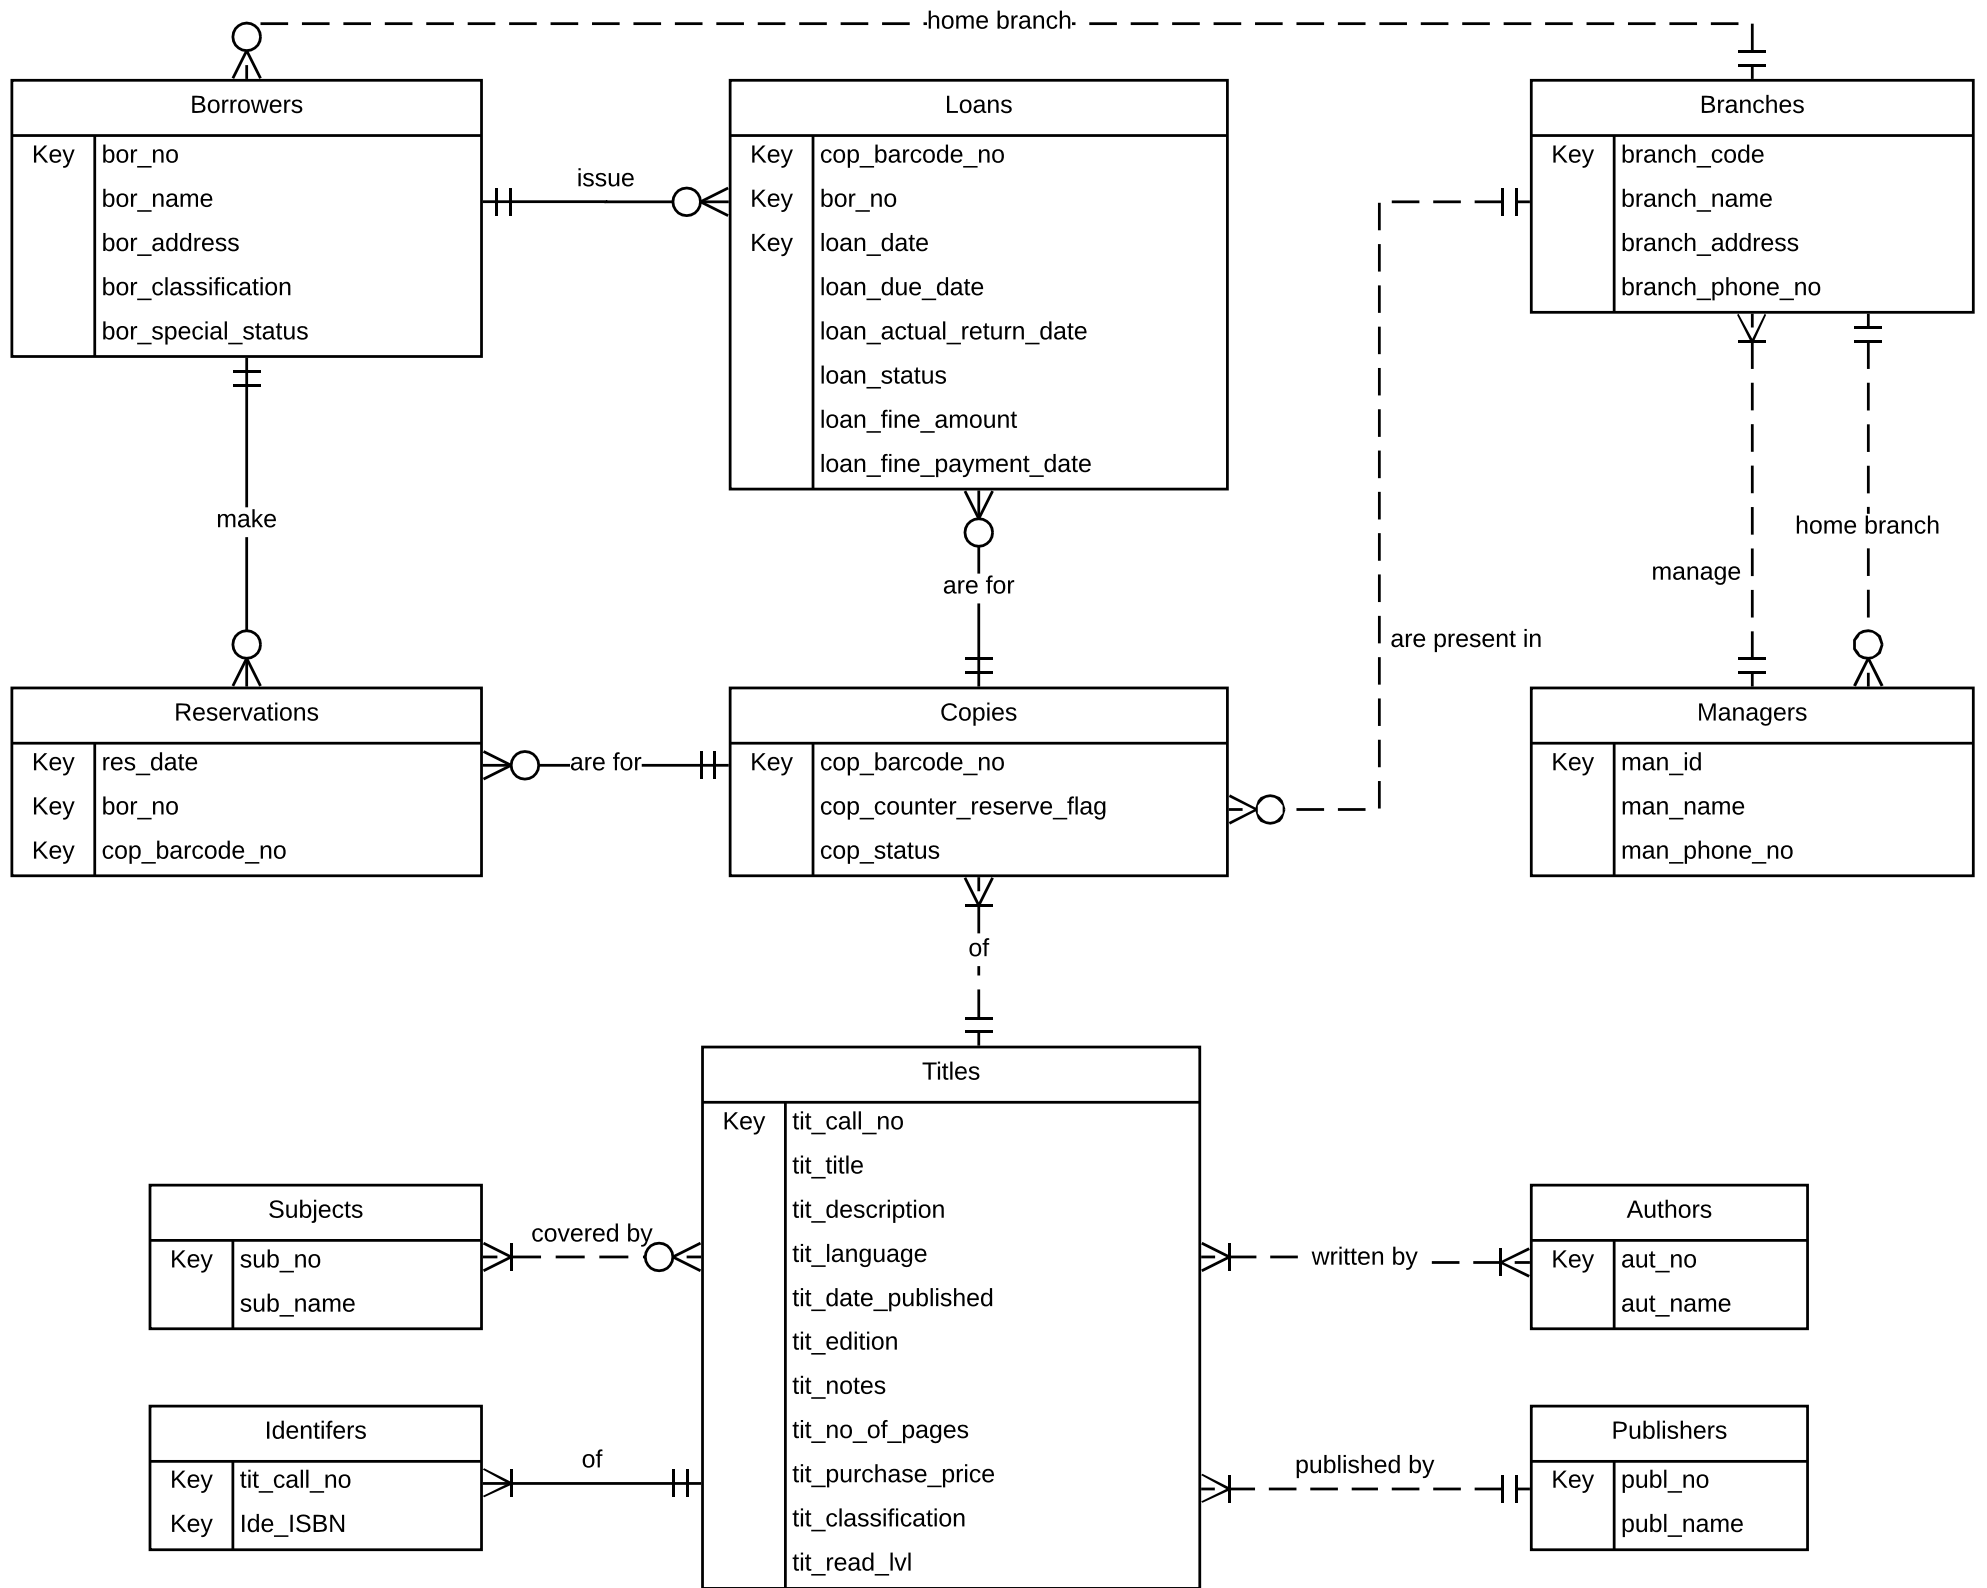 home branch
Borrowers
Key bor_no
bor_name
bor_address
bor_classification
bor_special_status
issue
Loans
Key cop_barcode_no
Key bor_no
Key loan_date
loan_due_date
loan_actual_return_date
loan_status
loan_fine_amount
loan_fine_payment_date
Branches
Key branch_code
branch_name
branch_address
branch_phone_no
make
are for
manage
home branch
are present in
Reservations
Key res_date
Key bor_no
Key cop_barcode_no
are for
Copies
Key cop_barcode_no
cop_counter_reserve_flag
cop_status
Managers
Key man_id
man_name
man_phone_no
of
Titles
Key tit_call_no
tit_title
tit_description
tit_language
tit_date_published
tit_edition
tit_notes
tit_no_of_pages
tit_purchase_price
tit_classification
tit_read_lvl
Subjects
Key sub_no
sub_name
covered by
written by
Authors
Key aut_no
aut_name
Identifers
Key tit_call_no
Key Ide_ISBN
of
published by
Publishers
Key publ_no
publ_name